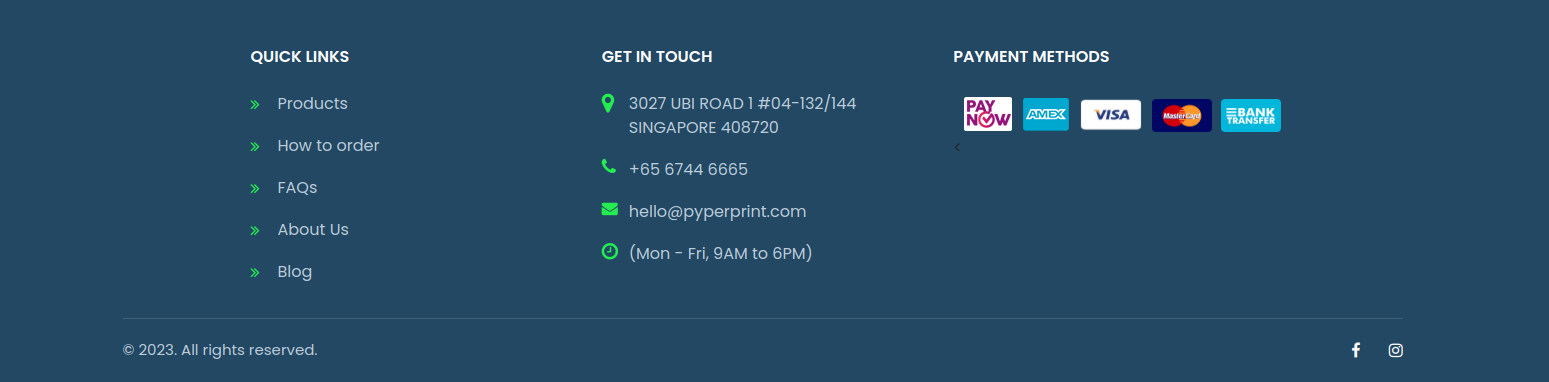 QUICK LINKS
Products
How to order
FAQs
About Us
Blog
GET IN TOUCH
3027 UBI ROAD 1 #04-132/144
SINGAPORE 408720
+65 6744 6665
hello@pyperprint.com
(Mon - Fri, 9AM to 6PM)
PAYMENT METHODS
PAY
NOW
AMEX
VISA
MasterCard
BANK
TRANSFER
<
© 2023. All rights reserved.